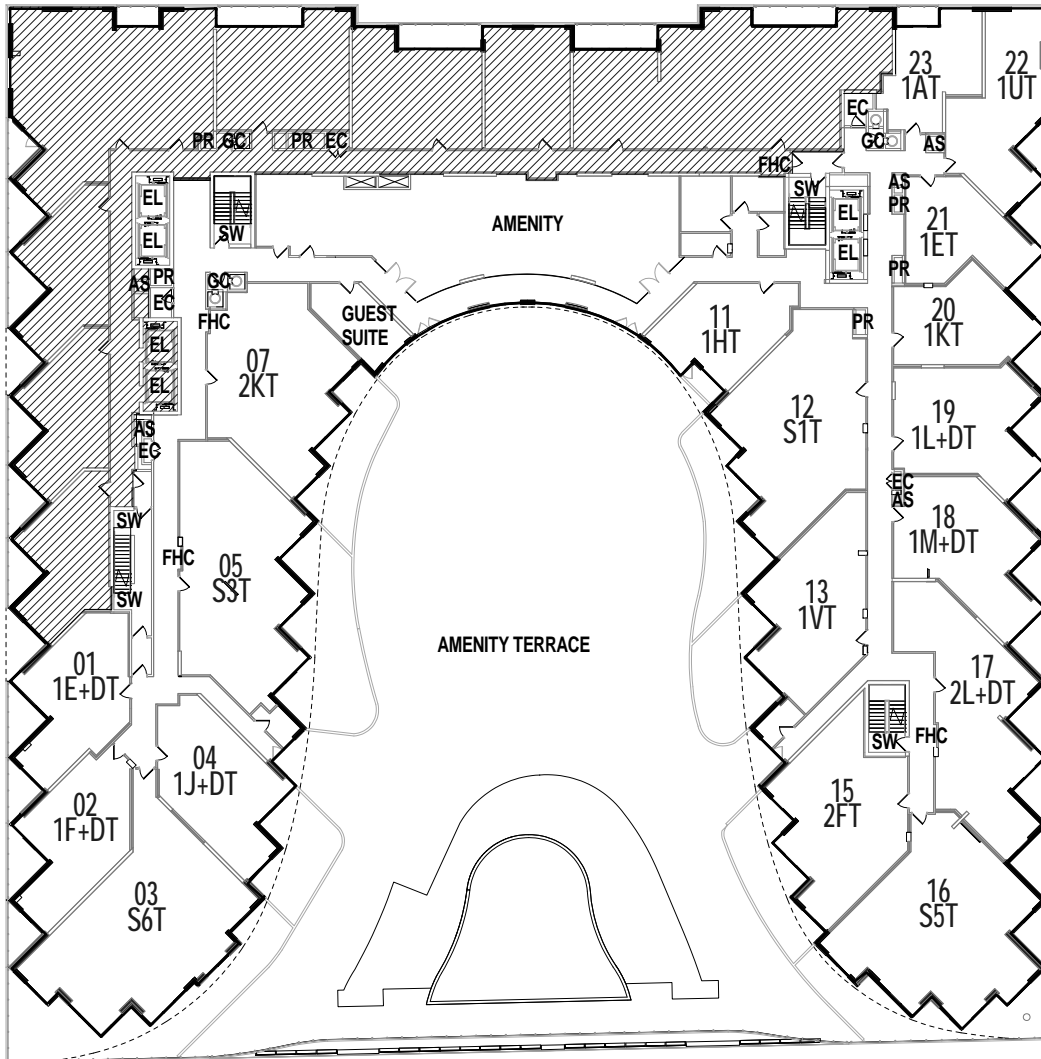 23
1AT
22
1UT
EC
PR
GC
PR
EC
GC
AS
FHC
SW
EL
EL
SW
AMENITY
EL
EL
AS
PR
PR
21
1ET
AS
PR
EC
GC
FHC
GUEST
SUITE
11
1HT
PR
20
1KT
EL
EL
07
2KT
12
S1T
19
1L+DT
AS
EC
EC
AS
18
1M+DT
SW
SW
FHC
05
S3T
13
1VT
AMENITY TERRACE
01
1E+DT
17
2L+DT
SW
FHC
04
1J+DT
02
1F+DT
15
2FT
03
S6T
16
S5T